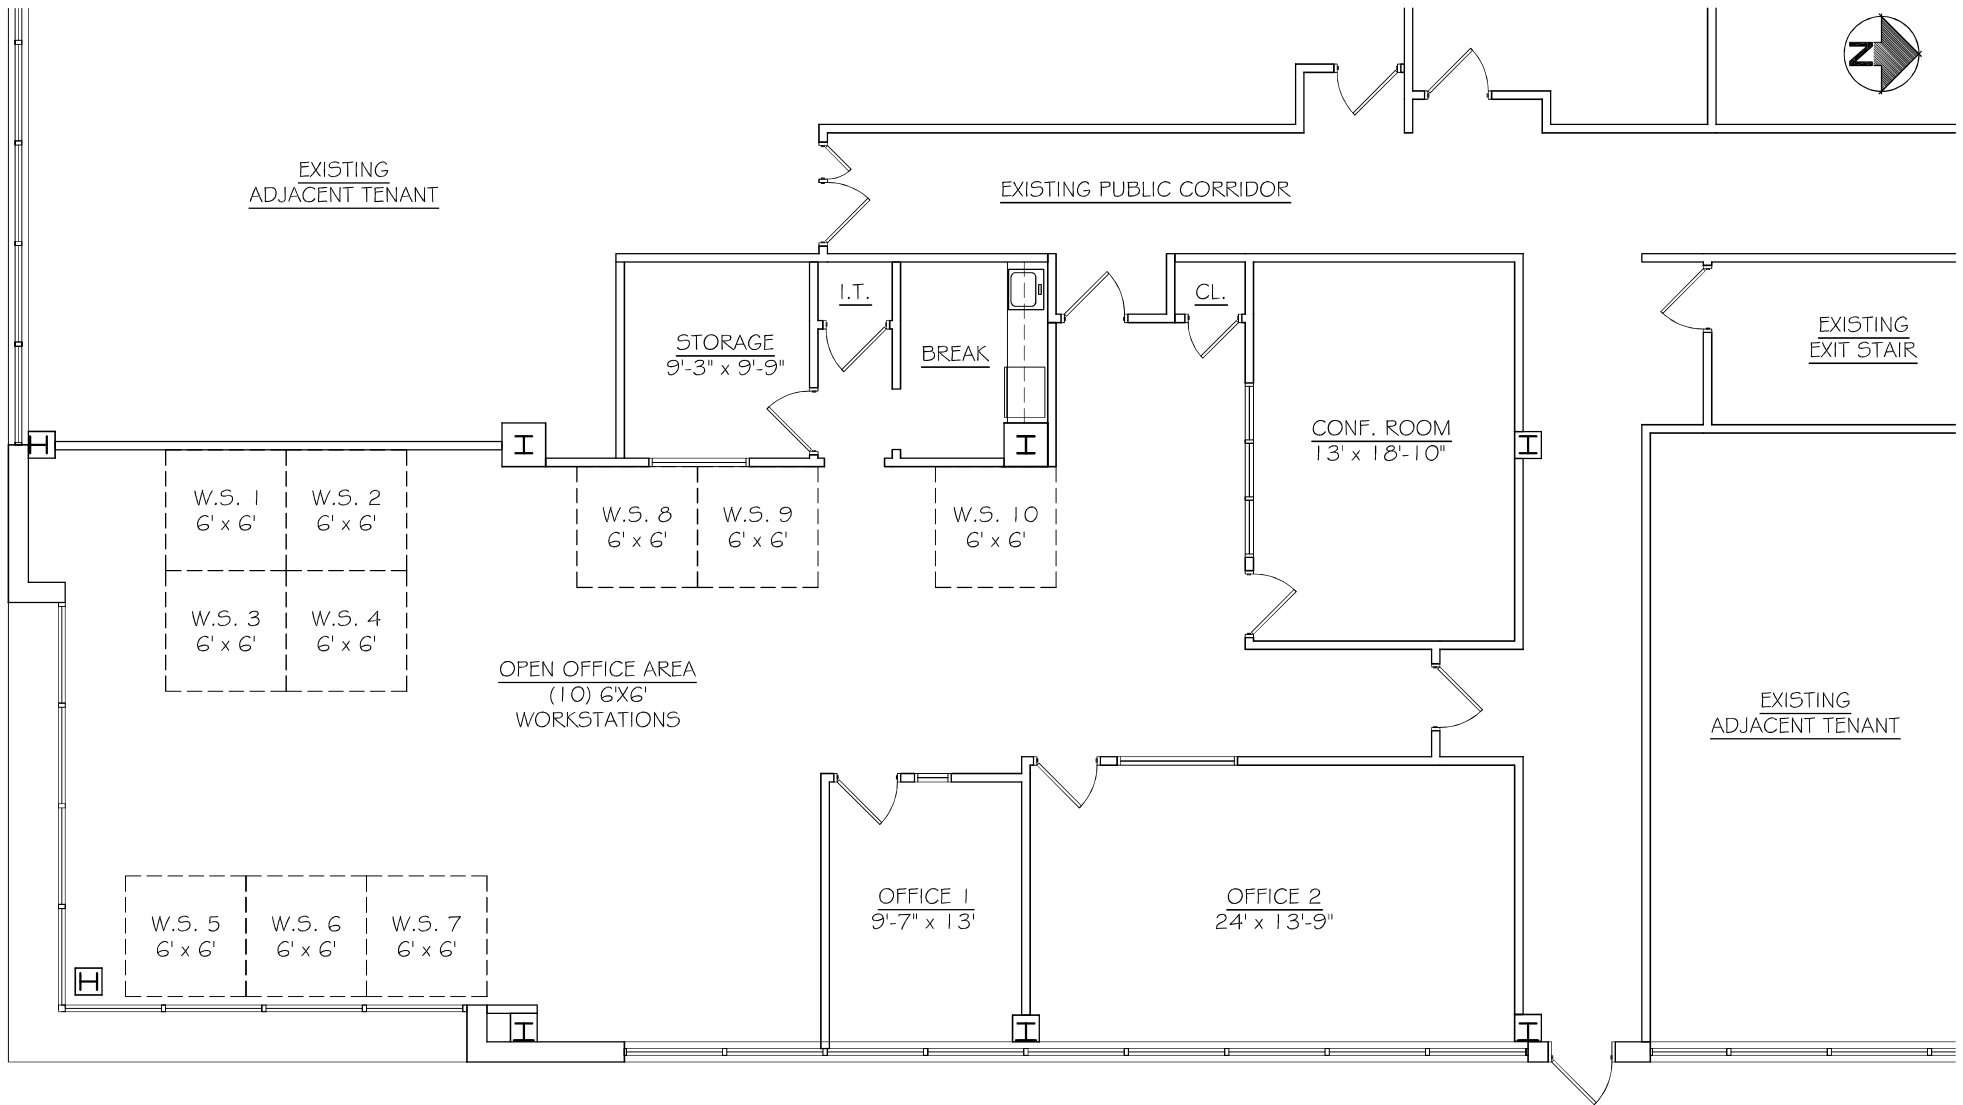 N
EXISTING
ADJACENT TENANT
EXISTING PUBLIC CORRIDOR
I.T.
CL.
STORAGE
9'-3" x 9'-9"
BREAK
EXISTING
EXIT STAIR
CONF. ROOM
13' x 18'-10"
W.S. 1
6' x 6'
W.S. 2
6' x 6'
W.S. 8
6' x 6'
W.S. 9
6' x 6'
W.S. 10
6' x 6'
W.S. 3
6' x 6'
W.S. 4
6' x 6'
OPEN OFFICE AREA
(10) 6'X6'
WORKSTATIONS
EXISTING
ADJACENT TENANT
OFFICE 1
9'-7" x 13'
OFFICE 2
24' x 13'-9"
W.S. 5
6' x 6'
W.S. 6
6' x 6'
W.S. 7
6' x 6'